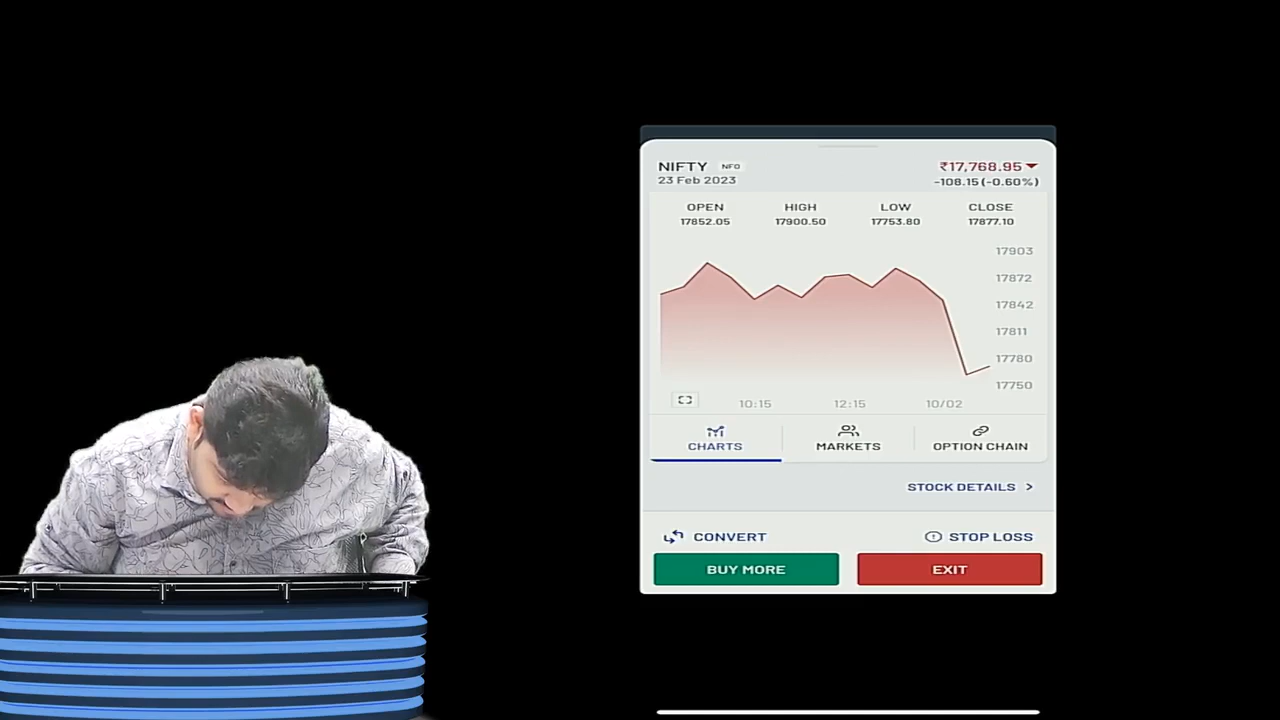 NIFTY NFO ₹17,768.95
23 Feb 2023 -108.15(-0.60%)
OPEN HIGH LOW CLOSE
17852.05 17900.50 17753.80 17877.10
17903
17872
17842
17811
17780
17750
10:15 12:15 10/02
CHARTS MARKETS OPTION CHAIN
STOCK DETAILS >
CONVERT STOP LOSS
BUY MORE EXIT